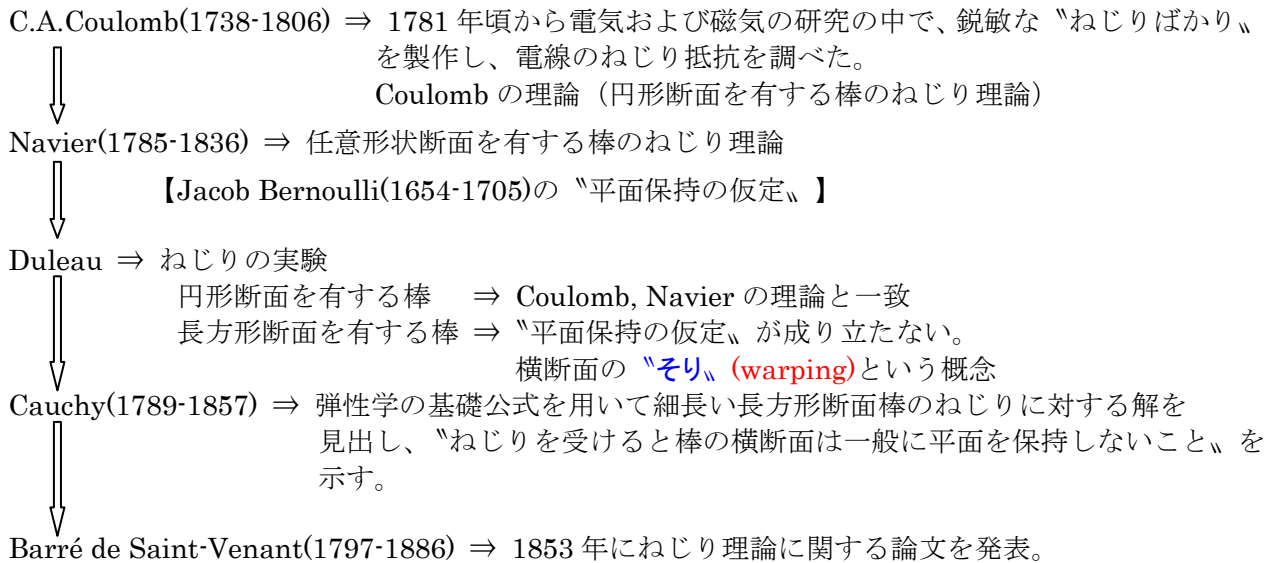 C.A.Coulomb(1738-1806) ⇒ 1781年頃から電気および磁気の研究の中で、鋭敏な〝ねじりばかり〟
を製作し、電線のねじり抵抗を調べた。
Coulomb の理論（円形断面を有する棒のねじり理論）
Navier(1785-1836) ⇒ 任意形状断面を有する棒のねじり理論
【Jacob Bernoulli(1654-1705)の〝平面保持の仮定〟】
Duleau ⇒ ねじりの実験
円形断面を有する棒 ⇒ Coulomb, Navier の理論と一致
長方形断面を有する棒 ⇒〝平面保持の仮定〟が成り立たない。
横断面の〝そり〟(warping)という概念
Cauchy(1789-1857) ⇒ 弾性学の基礎公式を用いて細長い長方形断面棒のねじりに対する解を
見出し、〝ねじりを受けると棒の横断面は一般に平面を保持しないこと〟を
示す。
Barré de Saint-Venant(1797-1886) ⇒ 1853年にねじり理論に関する論文を発表。